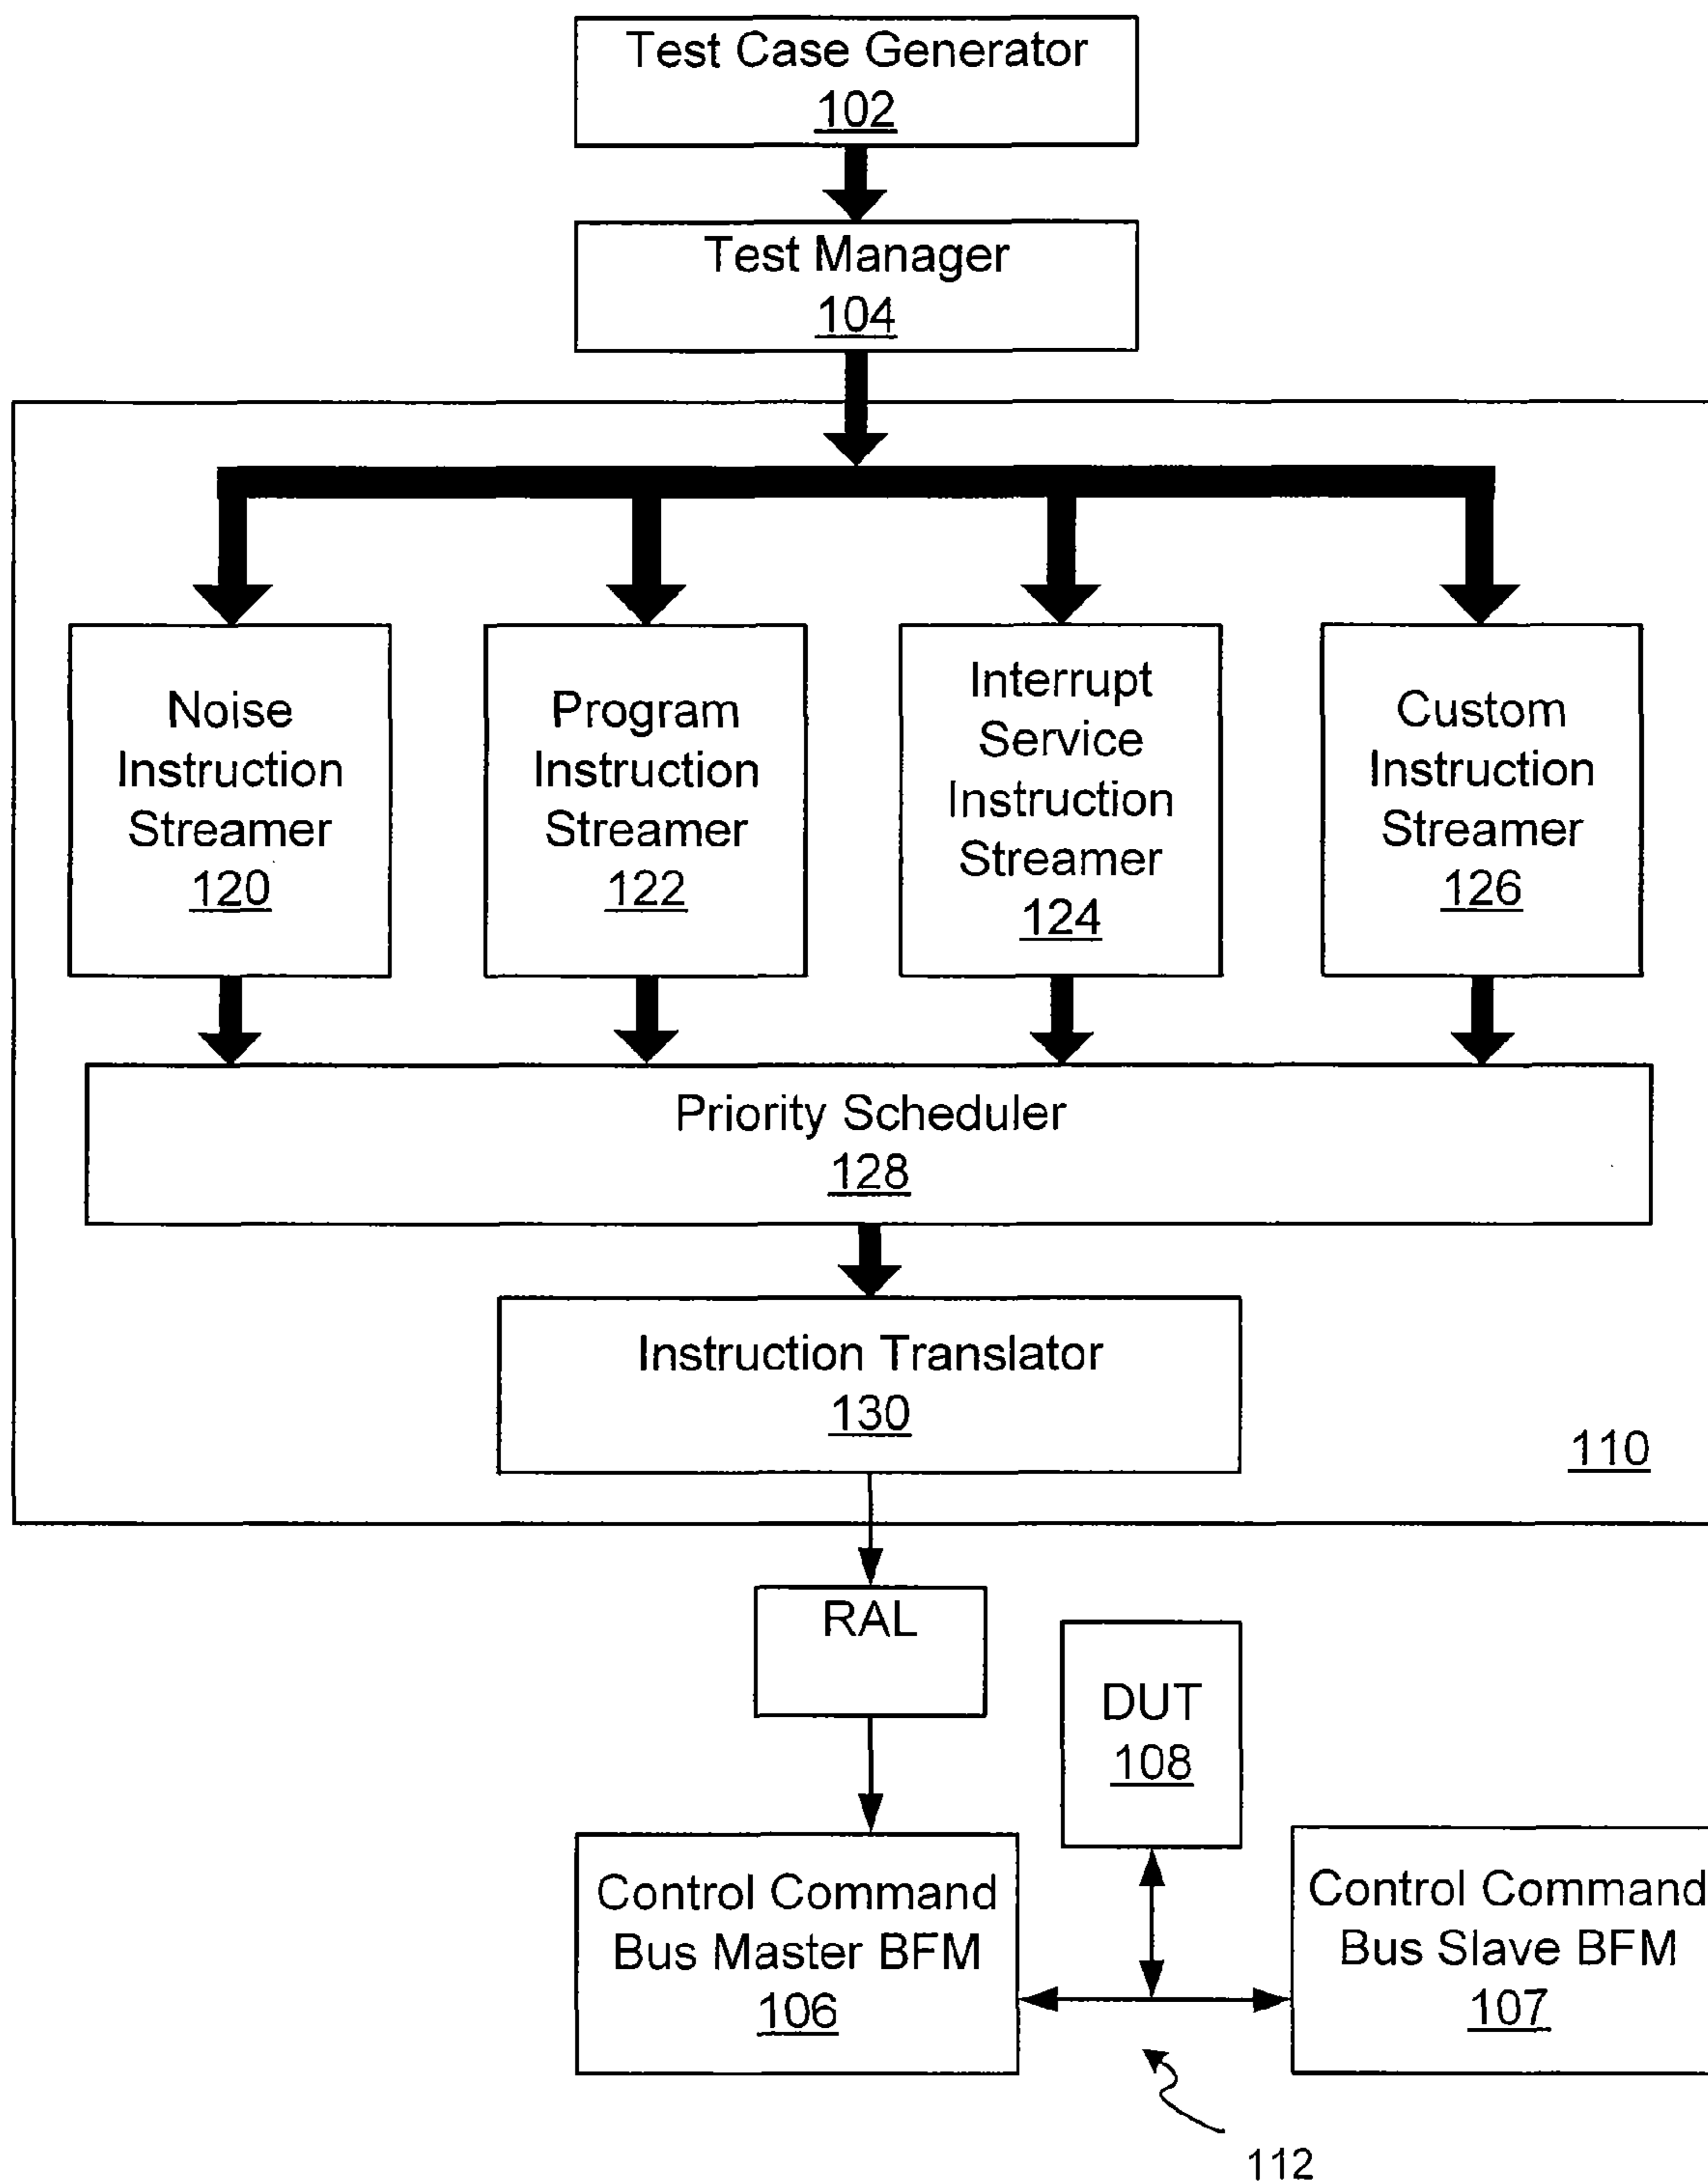 Test Case Generator
102
Test Manager
104
Noise
Instruction
Streamer
120
Program
Instruction
Streamer
122
Interrupt
Service
Instruction
Streamer
124
Custom
Instruction
Streamer
126
Priority Scheduler
128
Instruction Translator
130
110
RAL
DUT
108
Control Command
Bus Master BFM
106
Control Command
Bus Slave BFM
107
112